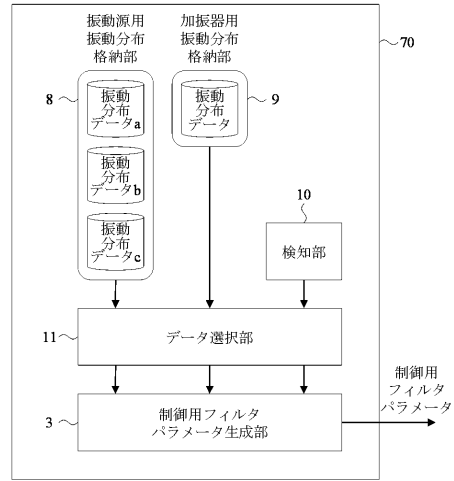 振動源用
振動分布
格納部
加振器用
振動分布
格納部
70
8
振動
分布
データa
振動
分布
データb
振動
分布
データc
振動
分布
データ
9
10
検知部
11
データ選択部
3
制御用フィルタ
パラメータ生成部
制御用
フィルタ
パラメータ